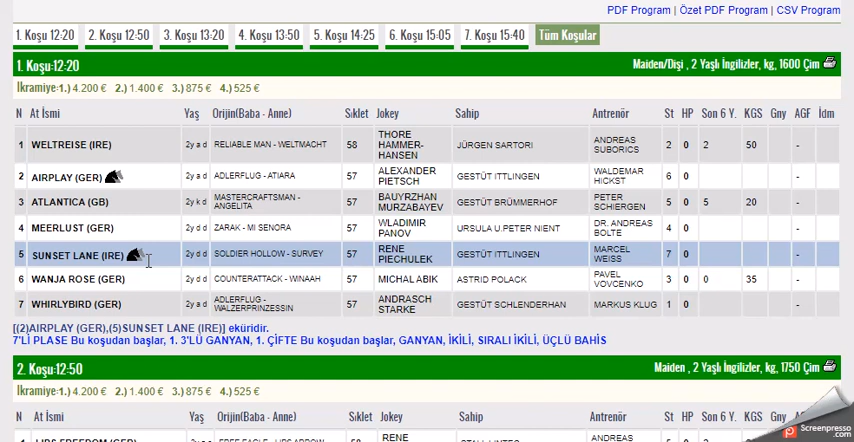 PDF Program | Özet PDF Program | CSV Program
1. Koşu 12:20 2. Koşu 12:50 3. Koşu 13:20 4. Koşu 13:50 5. Koşu 14:25 6. Koşu 15:05 7. Koşu 15:40 Tüm Koşular
1. Koşu:12-20 Maiden/Dişi , 2 Yaşlı İngilizler, kg, 1600 Çim
İkramiye:1.) 4.200 € 2.) 1.400 € 3.) 875 € 4.) 525 €
N At İsmi Yaş Orijin(Baba - Anne) Sıklet Jokey Sahip Antrenör St HP Son 6 Y. KGS Gny AGF İdm
1 WELTREISE (IRE) 2y a d RELIABLE MAN - WELTMACHT 58 THORE HAMMER-HANSEN JÜRGEN SARTORI ANDREAS SUBORICS 2 0 2 50 -
2 AIRPLAY (GER) 2y a d ADLERFLUG - ATIARA 57 ALEXANDER PIETSCH GESTÜT ITTLINGEN WALDEMAR HICKST 6 0 -
3 ATLANTICA (GB) 2y k d MASTERCRAFTSMAN - ANGELITA 57 BAUYRZHAN MURZABAYEV GESTÜT BRÜMMERHOF PETER SCHIERGEN 5 0 5 20 -
4 MEERLUST (GER) 2y d d ZARAK - MI SENORA 57 WLADIMIR PANOV URSULA U.PETER NIENT DR. ANDREAS BOLTE 4 0 -
5 SUNSET LANE (IRE) 2y d d SOLDIER HOLLOW - SURVEY 57 RENE PIECHULEK GESTÜT ITTLINGEN MARCEL WEISS 7 0 -
6 WANJA ROSE (GER) 2y d d COUNTERATTACK - WINAAH 57 MICHAL ABIK ASTRID POLACK PAVEL VOVCENKO 3 0 0 35 -
7 WHIRLYBIRD (GER) 2y a d ADLERFLUG - WALZERPRINZESSIN 57 ANDRASCH STARKE GESTÜT SCHLENDERHAN MARKUS KLUG 1 0 -
[(2)AIRPLAY (GER),(5)SUNSET LANE (IRE)] eküridir.
7'Lİ PLASE Bu koşudan başlar, 1. 3'LÜ GANYAN, 1. ÇİFTE Bu koşudan başlar, GANYAN, İKİLİ, SIRALI İKİLİ, ÜÇLÜ BAHİS
2. Koşu:12-50 Maiden , 2 Yaşlı İngilizler, kg, 1750 Çim
İkramiye:1.) 4.200 € 2.) 1.400 € 3.) 875 € 4.) 525 €
N At İsmi Yaş Orijin(Baba - Anne) Sıklet Jokey Sahip Antrenör St HP Son 6 Y. KGS Gny
RENE
Screenpresso
.com